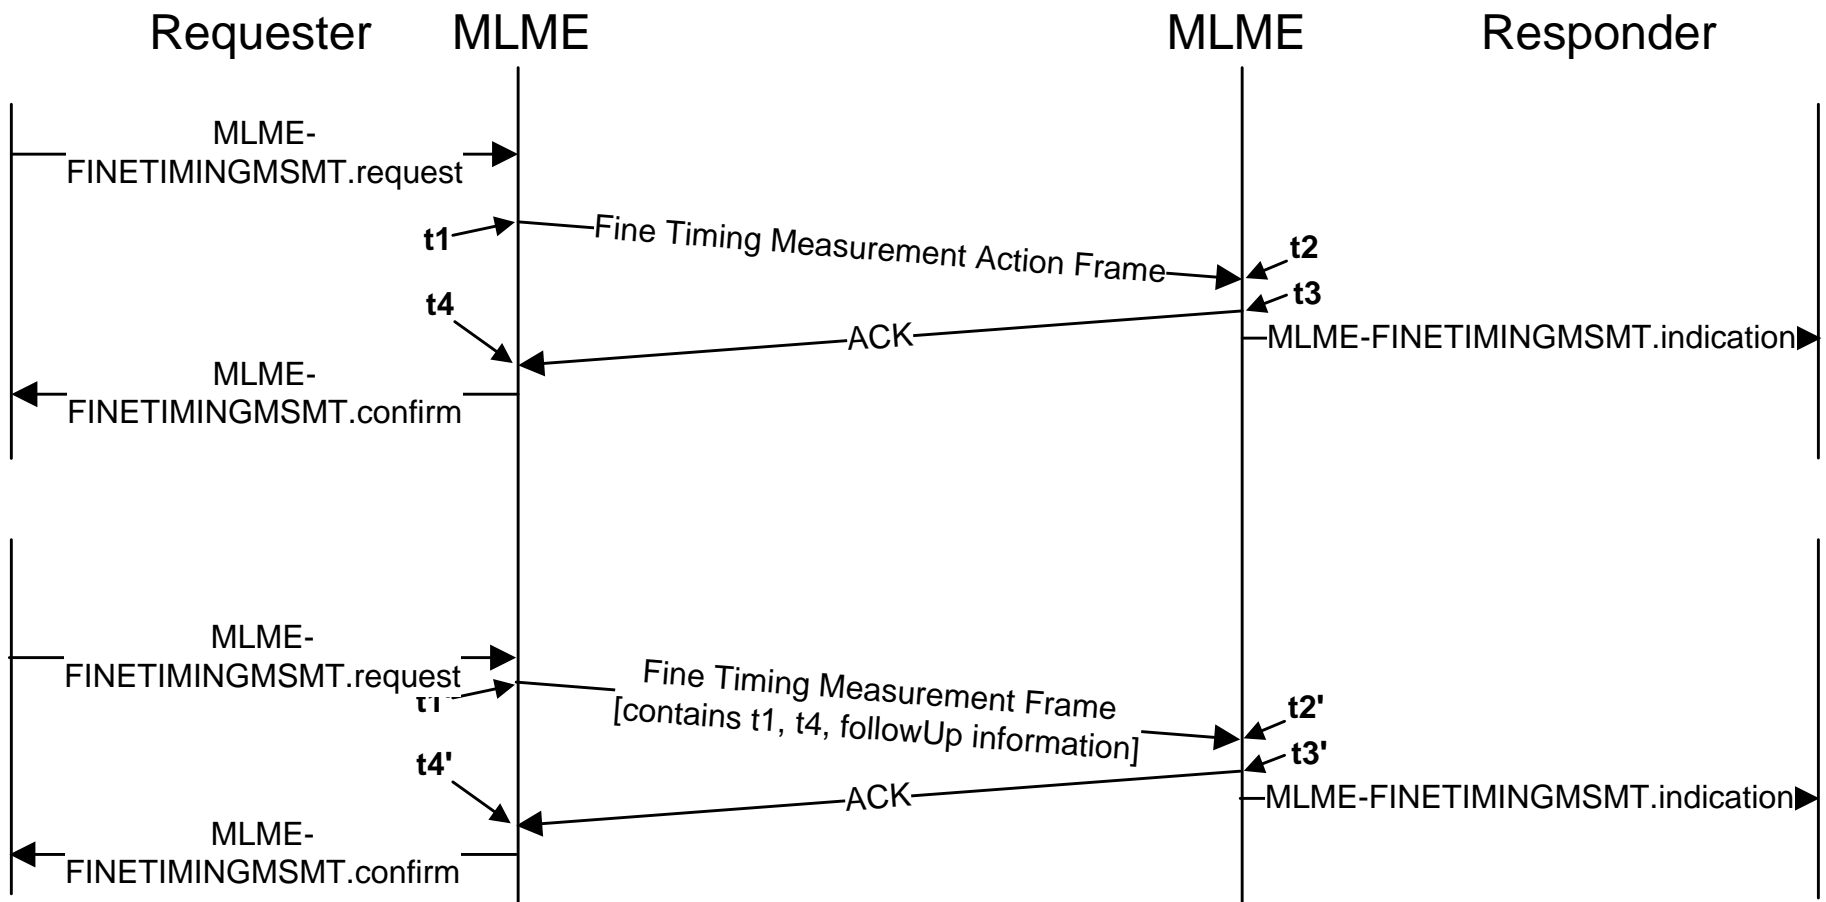 Requester MLME MLME Responder
MLME-
FINETIMINGMSMT.request
t1
Fine Timing Measurement Action Frame
t2
t3
t4
ACK
MLME-FINETIMINGMSMT.indication
MLME-
FINETIMINGMSMT.confirm
MLME-
FINETIMINGMSMT.request
Fine Timing Measurement Frame
[contains t1, t4, followUp information]
t2'
t3'
t4'
ACK
MLME-FINETIMINGMSMT.indication
MLME-
FINETIMINGMSMT.confirm